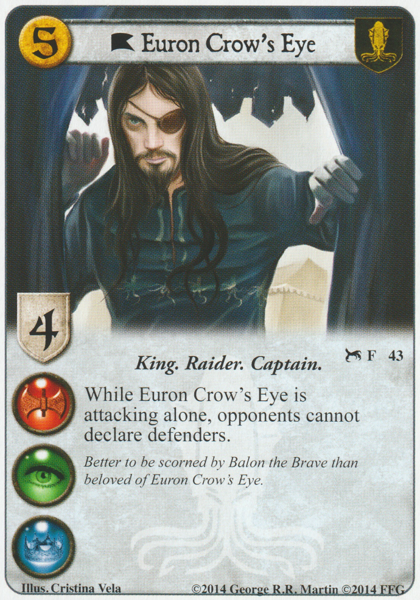 5
Euron Crow's Eye
4
King. Raider. Captain.
F 43
While Euron Crow's Eye is
attacking alone, opponents cannot
declare defenders.
Better to be scorned by Balon the Brave than
beloved of Euron Crow's Eye.
Illus. Cristina Vela
©2014 George R.R. Martin ©2014 FFG